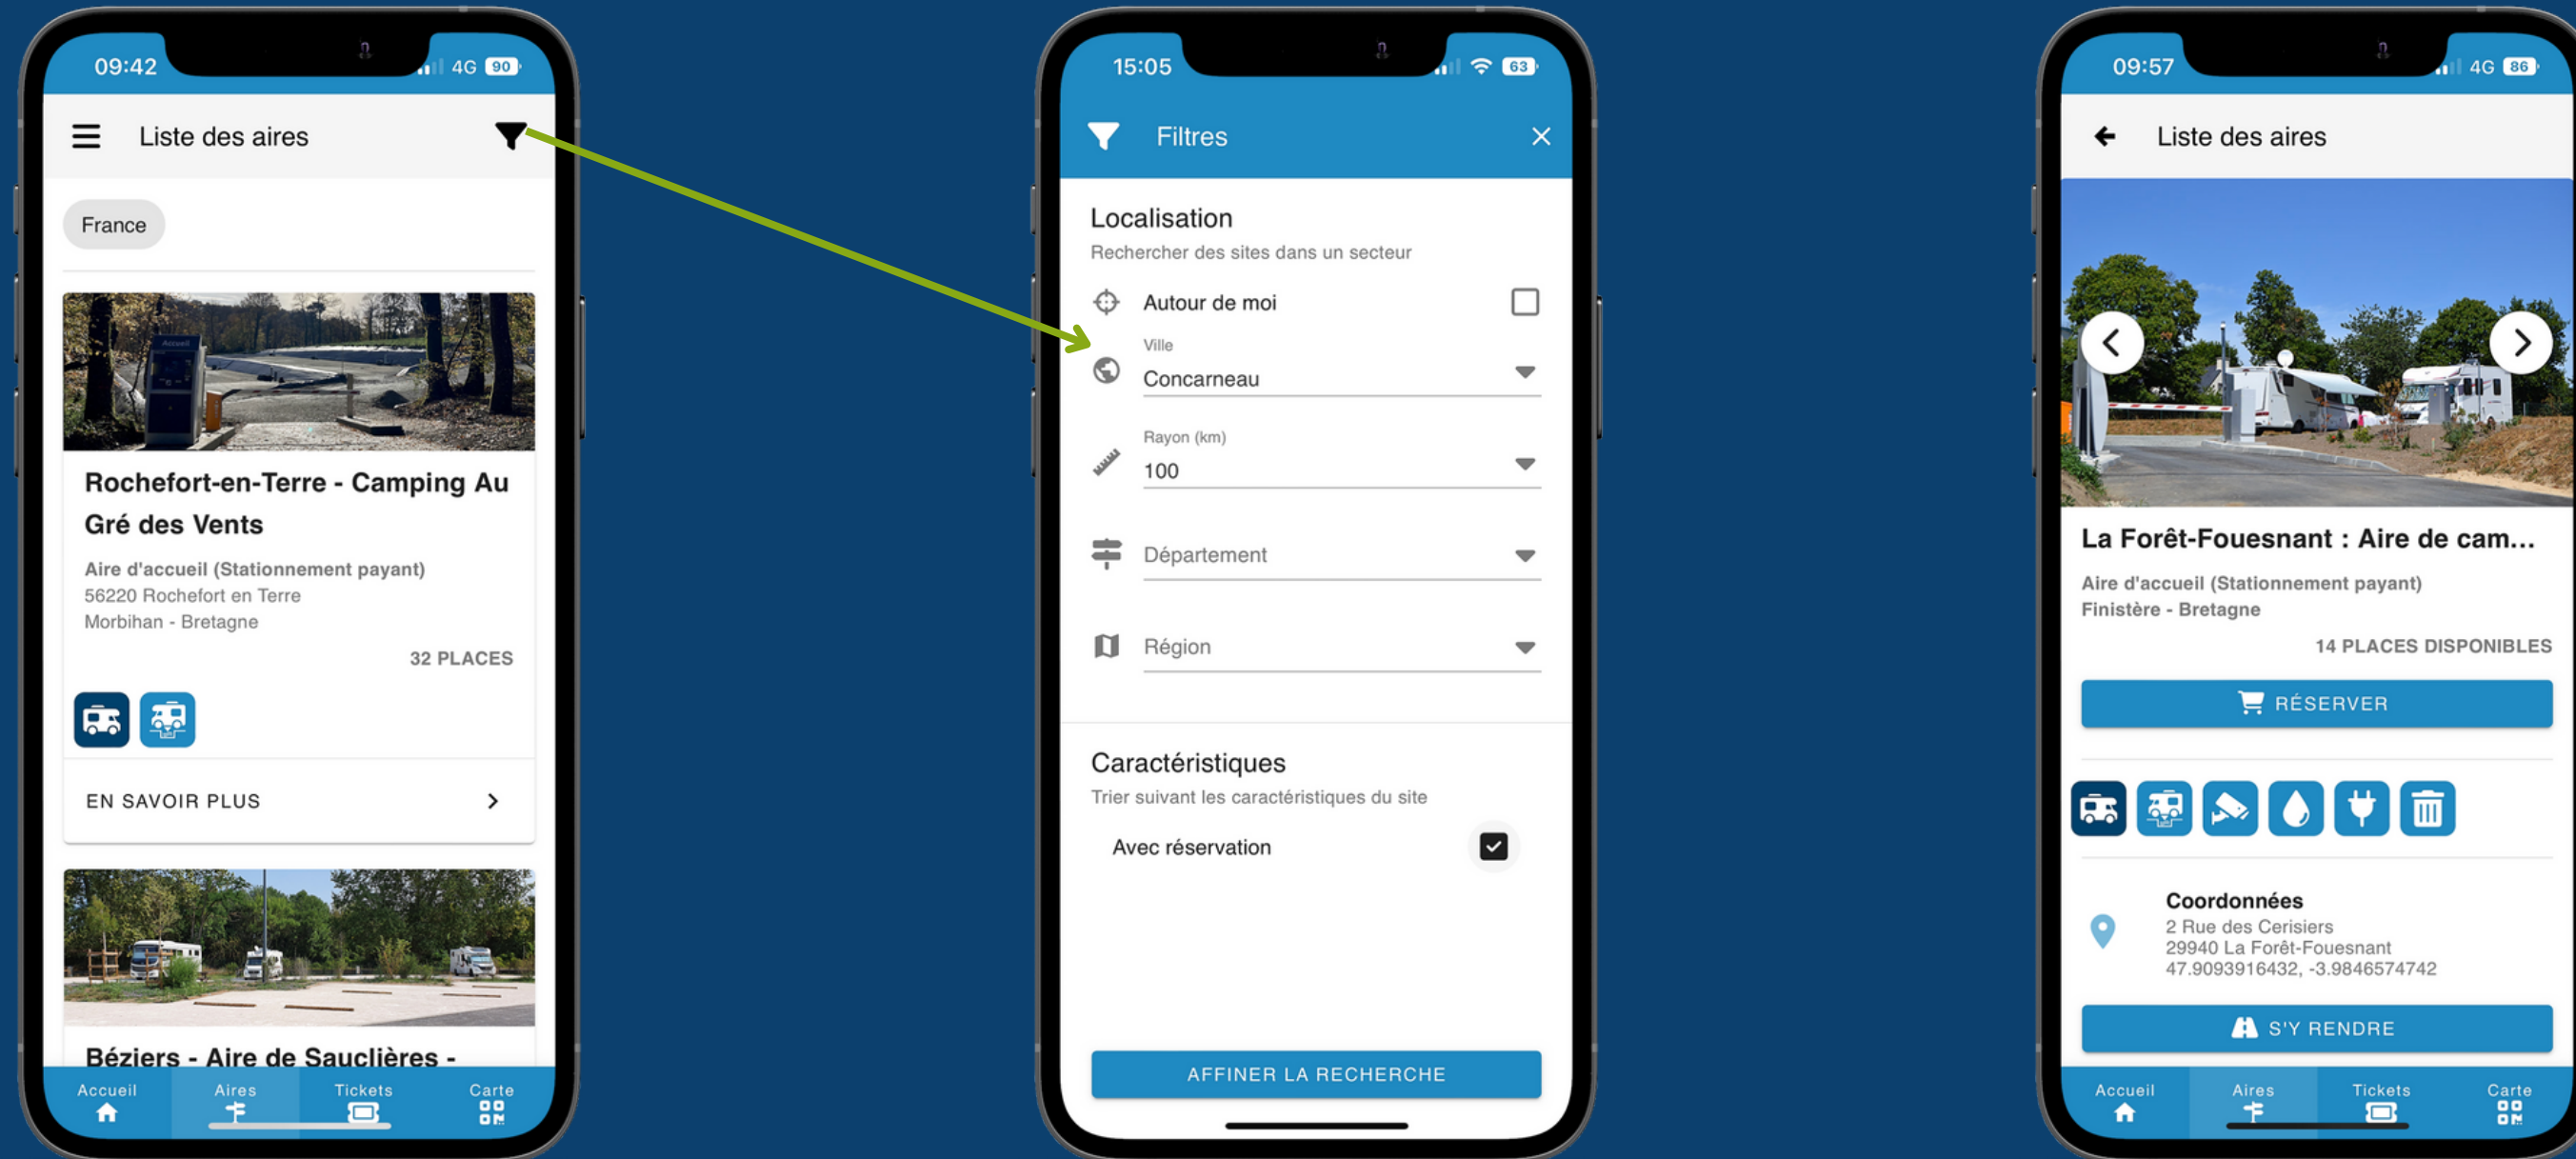 09:42
4G 90
Liste des aires
France
Accueil
Rochefort-en-Terre - Camping Au
Gré des Vents
Aire d'accueil (Stationnement payant)
56220 Rochefort en Terre
Morbihan - Bretagne
32 PLACES
EN SAVOIR PLUS
Béziers - Aire de Sauclières -
Accueil
Aires
Tickets
Carte
15:05
63
Filtres
Localisation
Rechercher des sites dans un secteur
Autour de moi
Ville
Concarneau
Rayon (km)
100
Département
Région
Caractéristiques
Trier suivant les caractéristiques du site
Avec réservation
AFFINER LA RECHERCHE
09:57
4G 86
Liste des aires
La Forêt-Fouesnant : Aire de cam...
Aire d'accueil (Stationnement payant)
Finistère - Bretagne
14 PLACES DISPONIBLES
RÉSERVER
Coordonnées
2 Rue des Cerisiers
29940 La Forêt-Fouesnant
47.9093916432, -3.9846574742
S'Y RENDRE
Accueil
Aires
Tickets
Carte